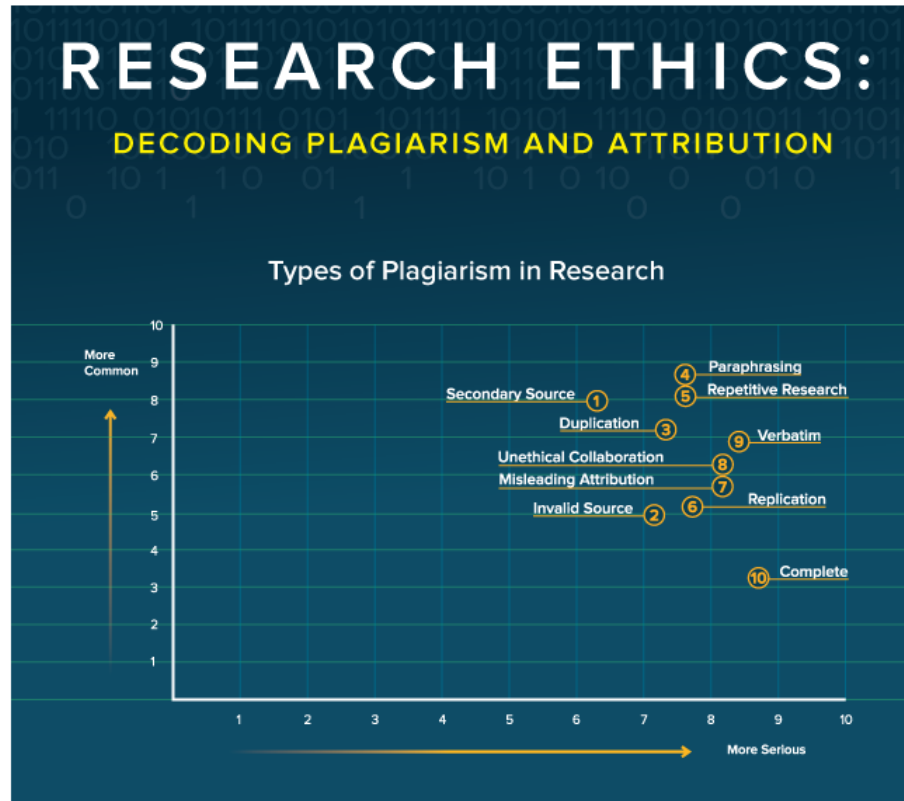 RESEARCH ETHICS:
DECODING PLAGIARISM AND ATTRIBUTION
Types of Plagiarism in Research
10
More
Common
9
8
7
6
5
4
3
2
1
4 Paraphrasing
5 Repetitive Research
Secondary Source 1
Duplication 3
9 Verbatim
Unethical Collaboration 8
Misleading Attribution 7
6 Replication
Invalid Source 2
10 Complete
1 2 3 4 5 6 7 8 9 10
More Serious